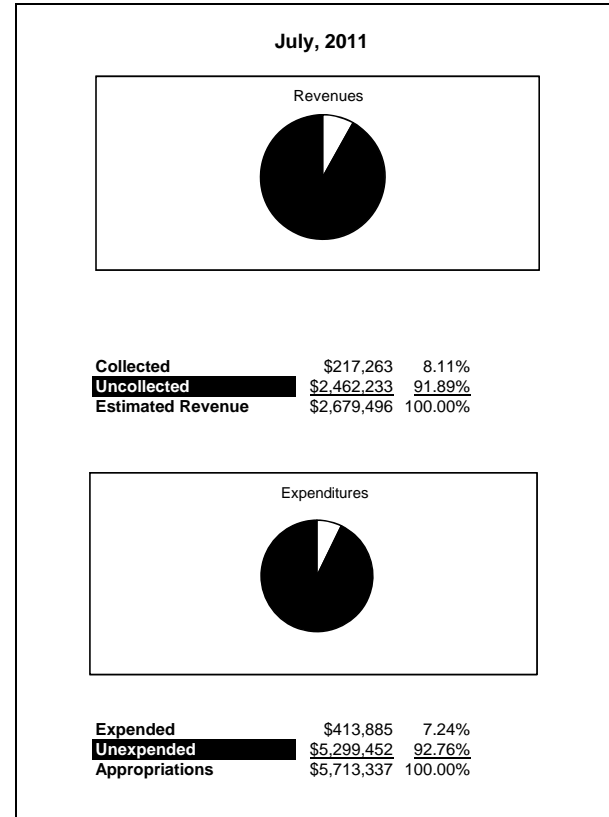 July, 2011
Revenues
Collected $217,263 8.11%
Uncollected $2,462,233 91.89%
Estimated Revenue $2,679,496 100.00%
Expenditures
Expended $413,885 7.24%
Unexpended $5,299,452 92.76%
Appropriations $5,713,337 100.00%